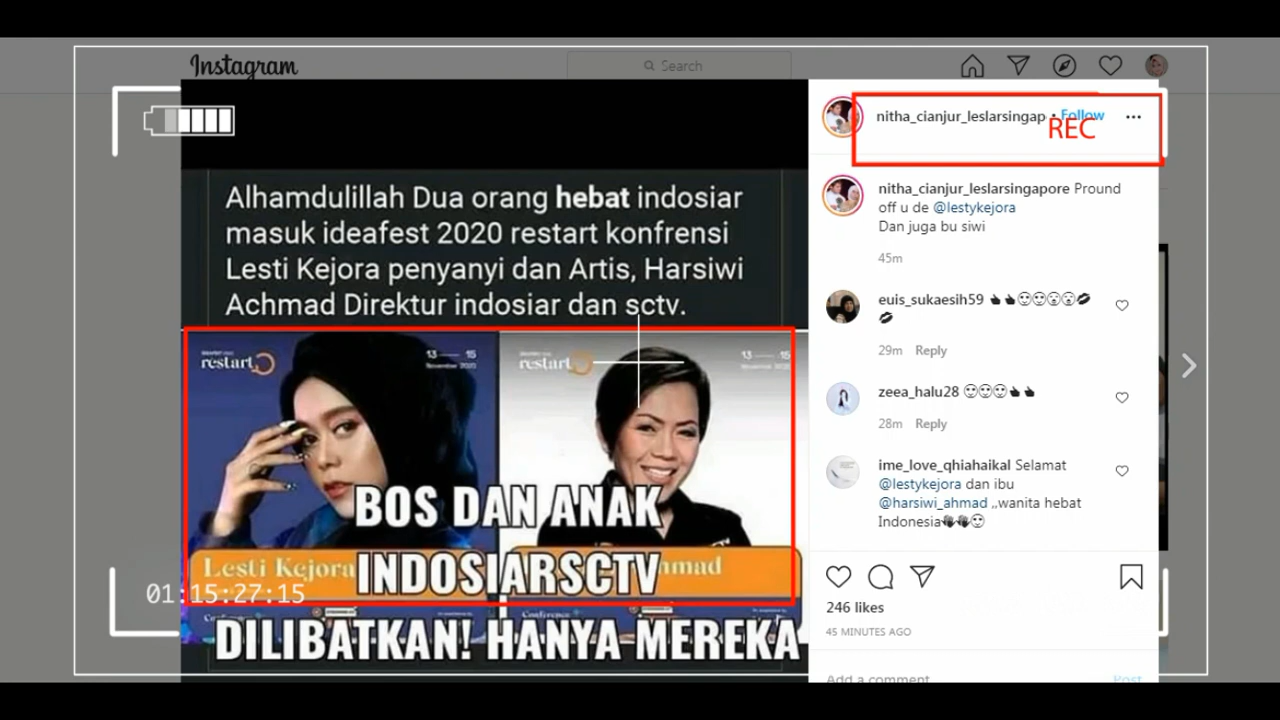 Instagram
Search
nitha_cianjur_leslarsingap • Follow
REC
Alhamdulillah Dua orang hebat indosiar
masuk ideafest 2020 restart konfrensi
Lesti Kejora penyanyi dan Artis, Harsiwi
Achmad Direktur indosiar dan sctv.
restart
13 — 15
November 2020
restart
13 — 15
November 2020
Lesti Kejora
Conference
Conference
BOS DAN ANAK
INDOSIARSCTV
DILIBATKAN! HANYA MEREKA
01:15:27:15
nitha_cianjur_leslarsingapore Pround
off u de @lestykejora
Dan juga bu siwi
45m
euis_sukaesih59
29m Reply
zeea_halu28
28m Reply
ime_love_qhiahaikal Selamat
@lestykejora dan ibu
@harsiwi_ahmad ,,wanita hebat
Indonesia
246 likes
45 MINUTES AGO
Add a comment
Post